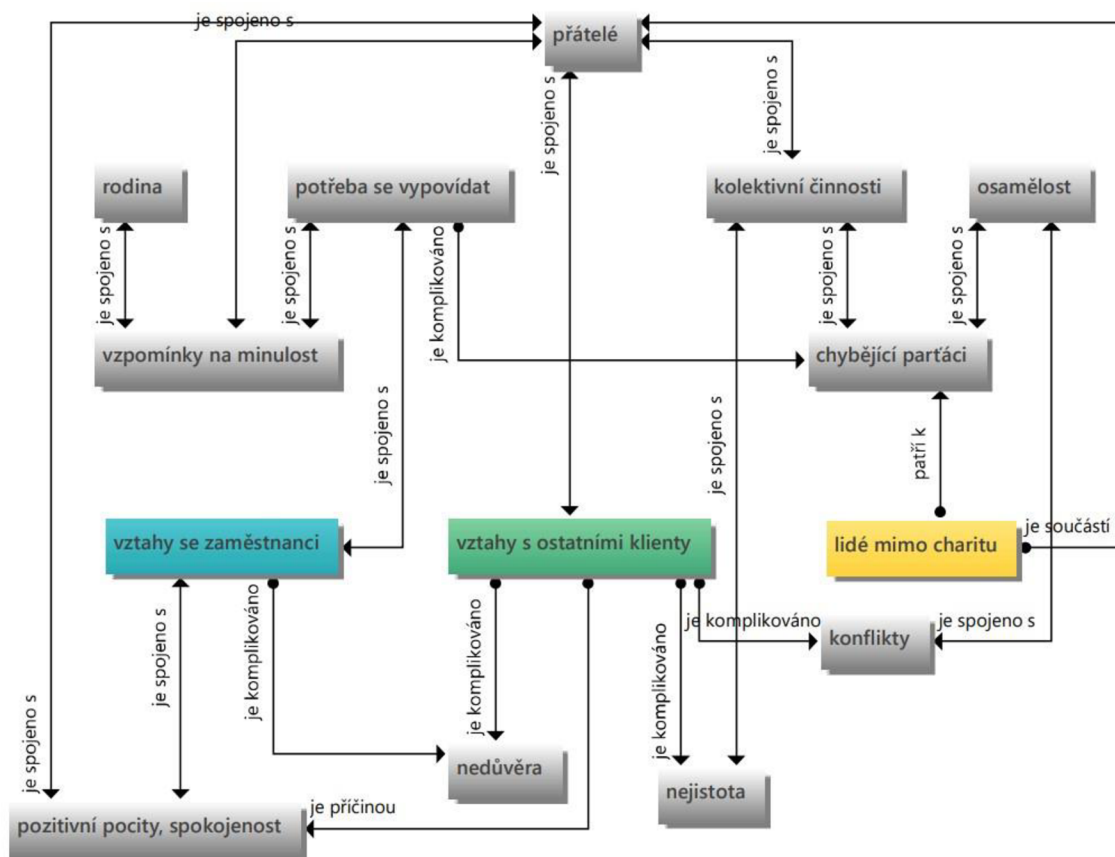 je spojeno s
přátelé
je spojeno s
je spojeno s
rodina
potřeba se vypovídat
kolektivní činnosti
osamělost
je spojeno s
je spojeno s
je komplikováno
je spojeno s
je spojeno s
vzpomínky na minulost
chybějící parťáci
je spojeno s
je spojeno s
patří k
vztahy se zaměstnanci
vztahy s ostatními klienty
lidé mimo charitu
je součástí
je spojeno s
je komplikováno
je komplikováno
je komplikováno
je komplikováno
konflikty
je spojeno s
je spojeno s
nedůvěra
nejistota
pozitivní pocity, spokojenost
je příčinou